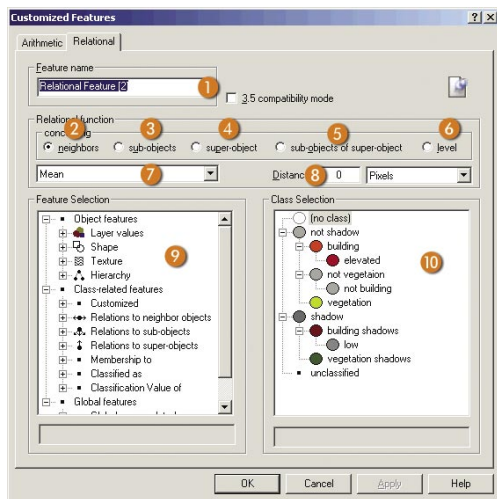 Customized Features
Arithmetic Relational
Feature name
Relational Feature [2]
1
3.5 compatibility mode
Relational function
concerning
2 3 4 5 6
neighbors sub-objects super-object sub-objects of super-object level
Mean 7 Distance 8 0 Pixels
Feature Selection
Object features
Layer values
Shape
Texture
Hierarchy
Class-related features
Customized
Relations to neighbor objects
Relations to sub-objects
Relations to super-objects
Membership to
Classified as
Classification Value of
Global features
9
Class Selection
(no class)
not shadow
building
elevated
not vegetaion
not building
vegetation
shadow
building shadows
low
vegetation shadows
unclassified
10
OK Cancel Apply Help